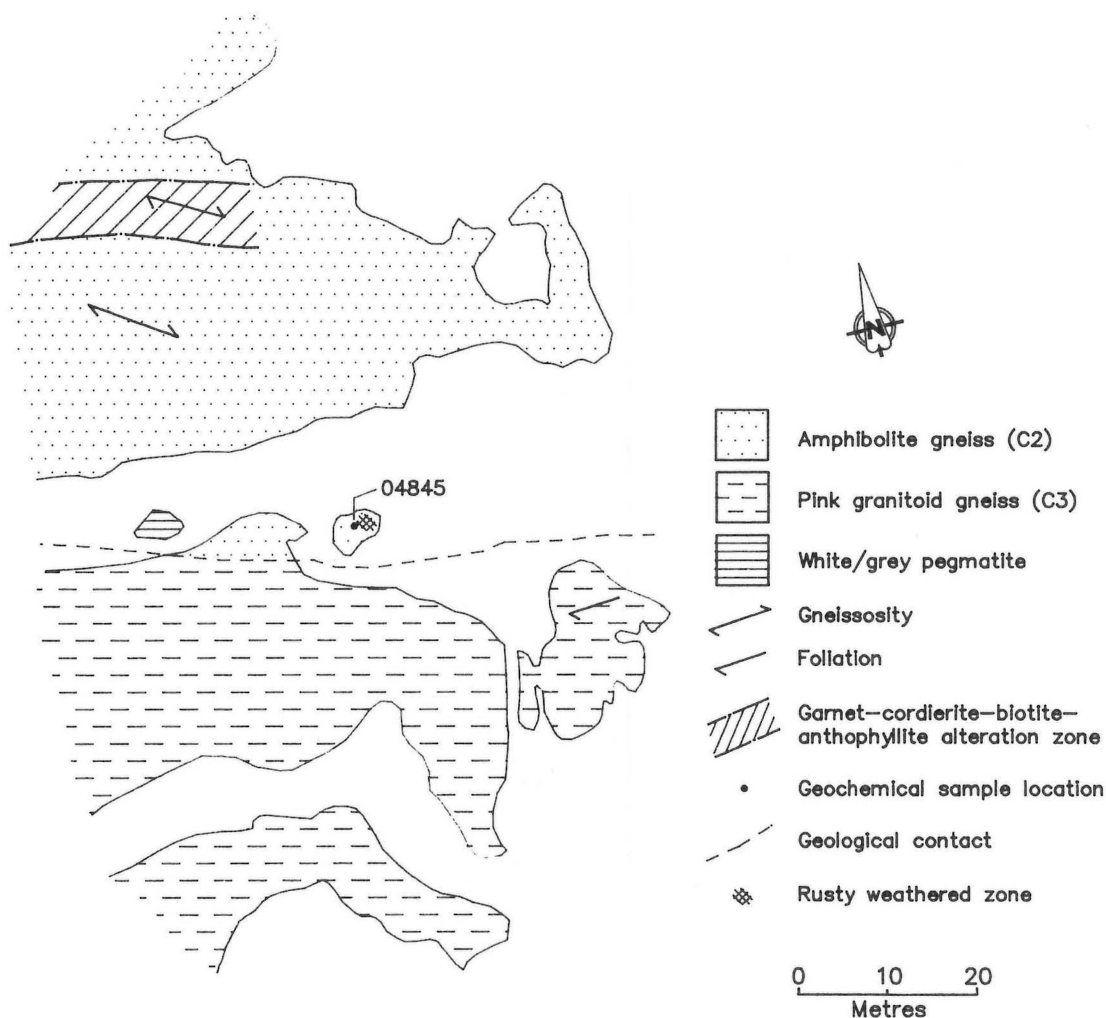 04845
N
Amphibolite gneiss (C2)
Pink granitoid gneiss (C3)
White/grey pegmatite
Gneissosity
Foliation
Garnet—cordierite—biotite—
anthophyllite alteration zone
Geochemical sample location
Geological contact
Rusty weathered zone
0 10 20
Metres